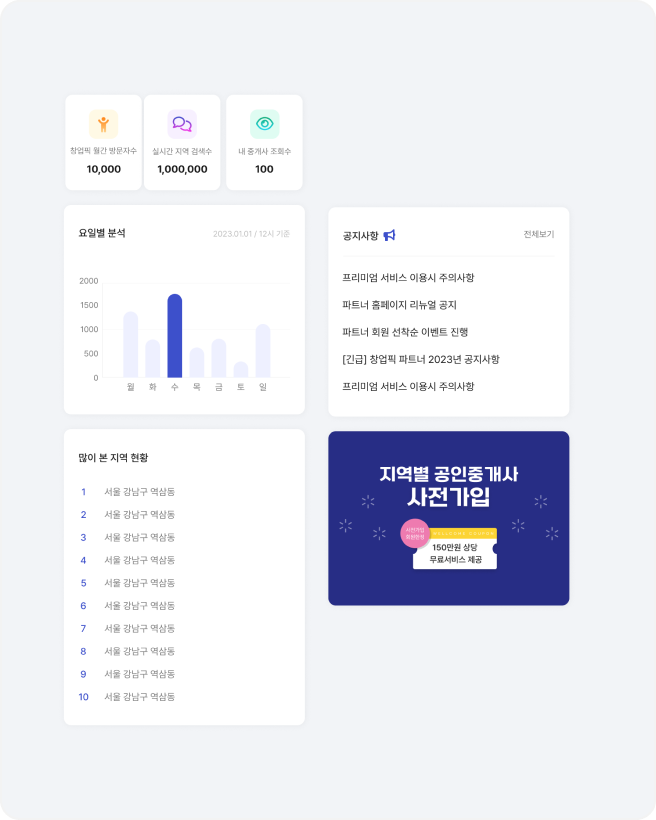 창업픽 월간 방문자수
10,000
실시간 지역 검색수
1,000,000
내 중개사 조회수
100
요일별 분석
2023.01.01 / 12시 기준
2000
1500
1000
500
0
월 화 수 목 금 토 일
많이 본 지역 현황
1 서울 강남구 역삼동
2 서울 강남구 역삼동
3 서울 강남구 역삼동
4 서울 강남구 역삼동
5 서울 강남구 역삼동
6 서울 강남구 역삼동
7 서울 강남구 역삼동
8 서울 강남구 역삼동
9 서울 강남구 역삼동
10 서울 강남구 역삼동
공지사항
전체보기
프리미엄 서비스 이용시 주의사항
파트너 홈페이지 리뉴얼 공지
파트너 회원 선착순 이벤트 진행
[긴급] 창업픽 파트너 2023년 공지사항
프리미엄 서비스 이용시 주의사항
지역별 공인중개사
사전가입
사전가입
회원한정
150만원 상당
무료서비스 제공